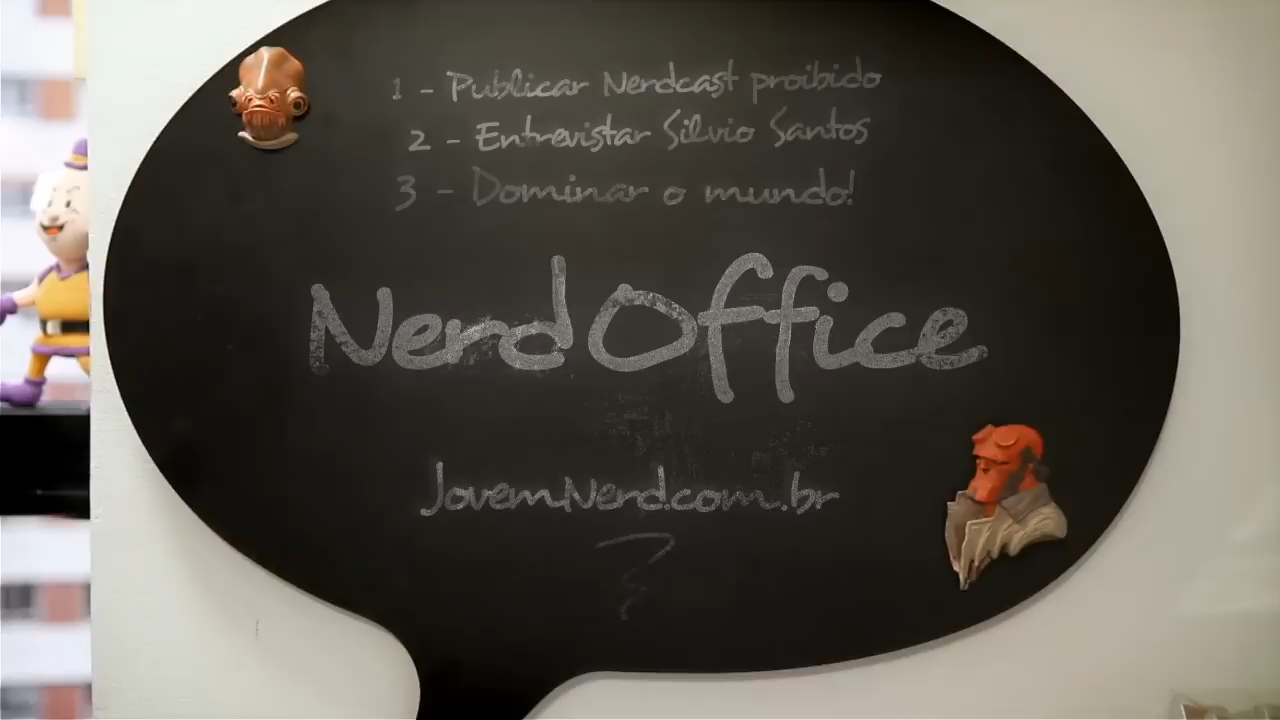 1 - Publicar Nerdcast proibido
2 - Entrevistar Silvio Santos
3 - Dominar o mundo!
NerdOffice
JovemNerd.com.br
?